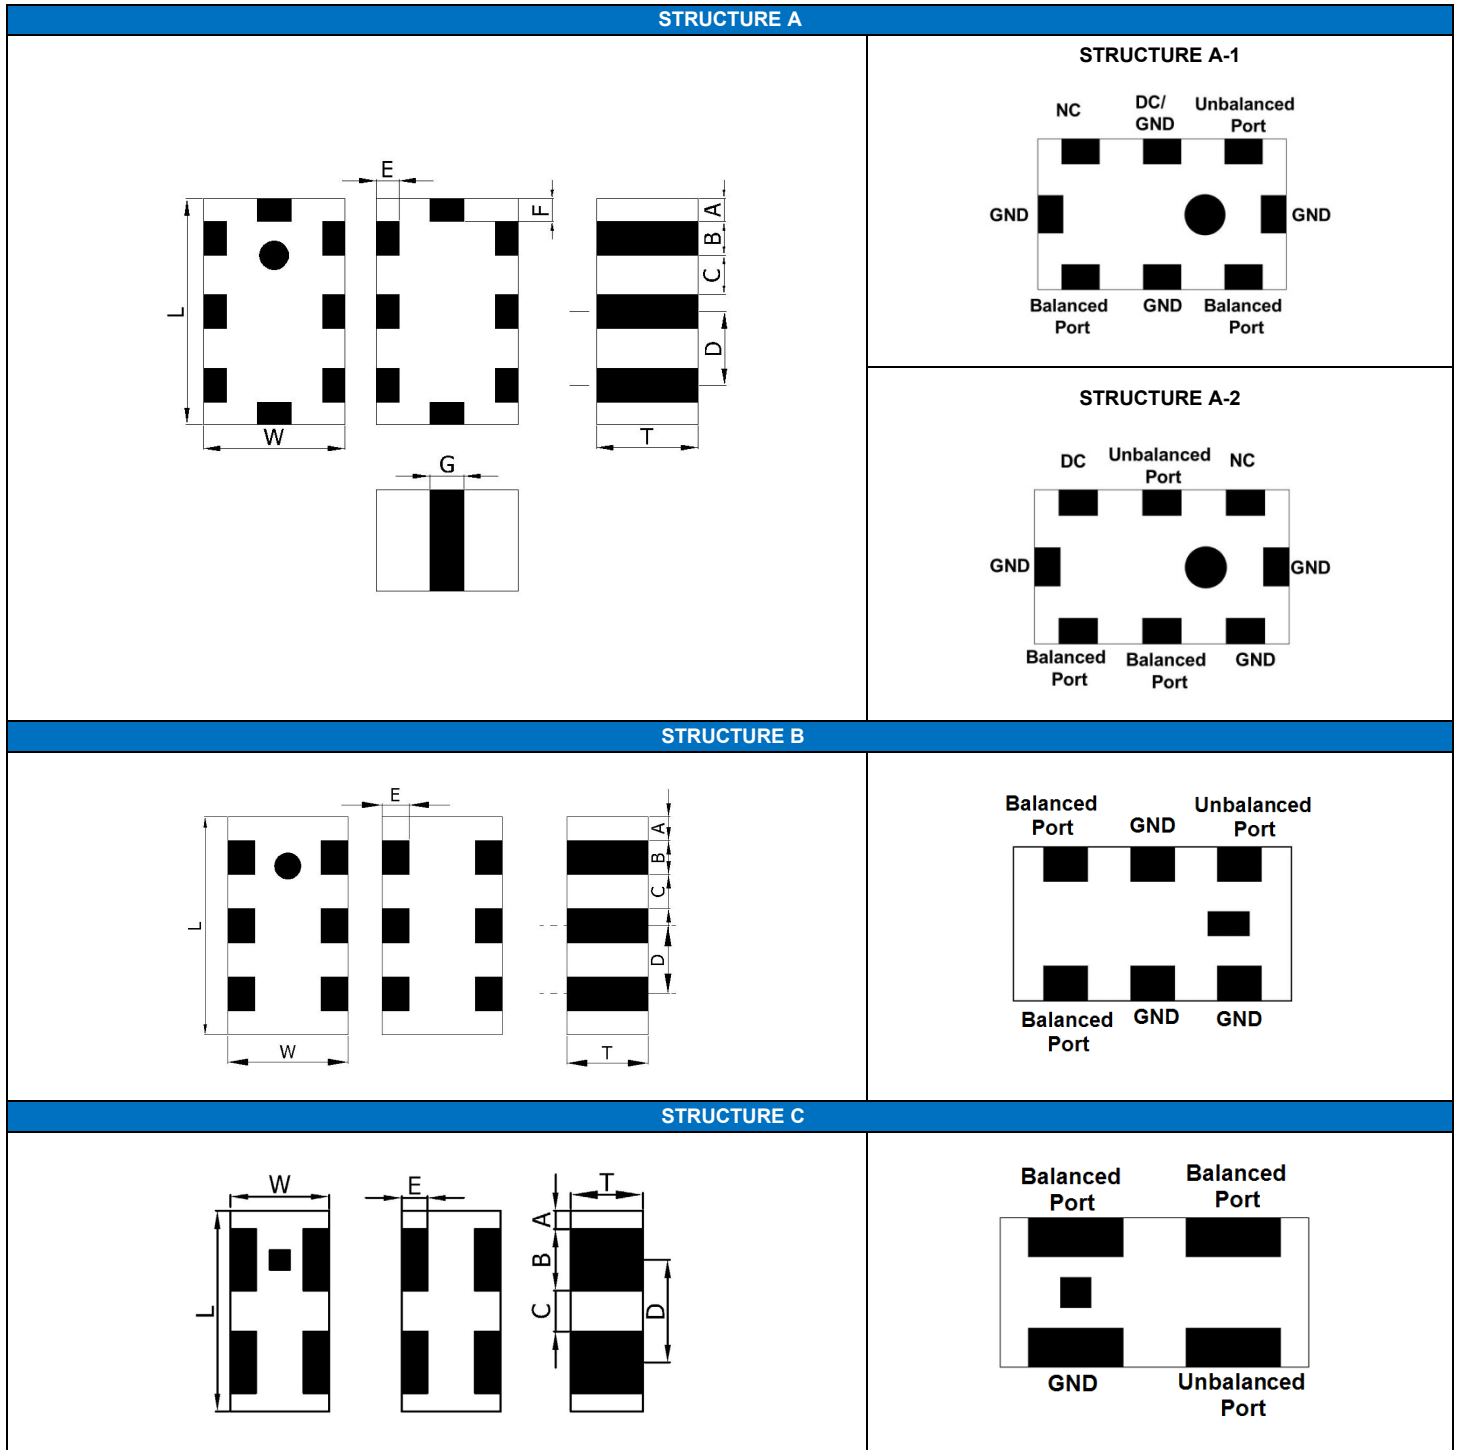 STRUCTURE A
E
F
A
B
C
D
L
W
T
G
STRUCTURE A-1
NC
DC/
GND
Unbalanced
Port
GND
GND
Balanced
Port
GND
Balanced
Port
STRUCTURE A-2
DC
Unbalanced
Port
NC
GND
GND
Balanced
Port
Balanced
Port
GND
STRUCTURE B
E
A
B
C
D
L
W
T
Balanced
Port
GND
Unbalanced
Port
Balanced
Port
GND
GND
STRUCTURE C
W
E
T
A
B
C
D
L
Balanced
Port
Balanced
Port
GND
Unbalanced
Port